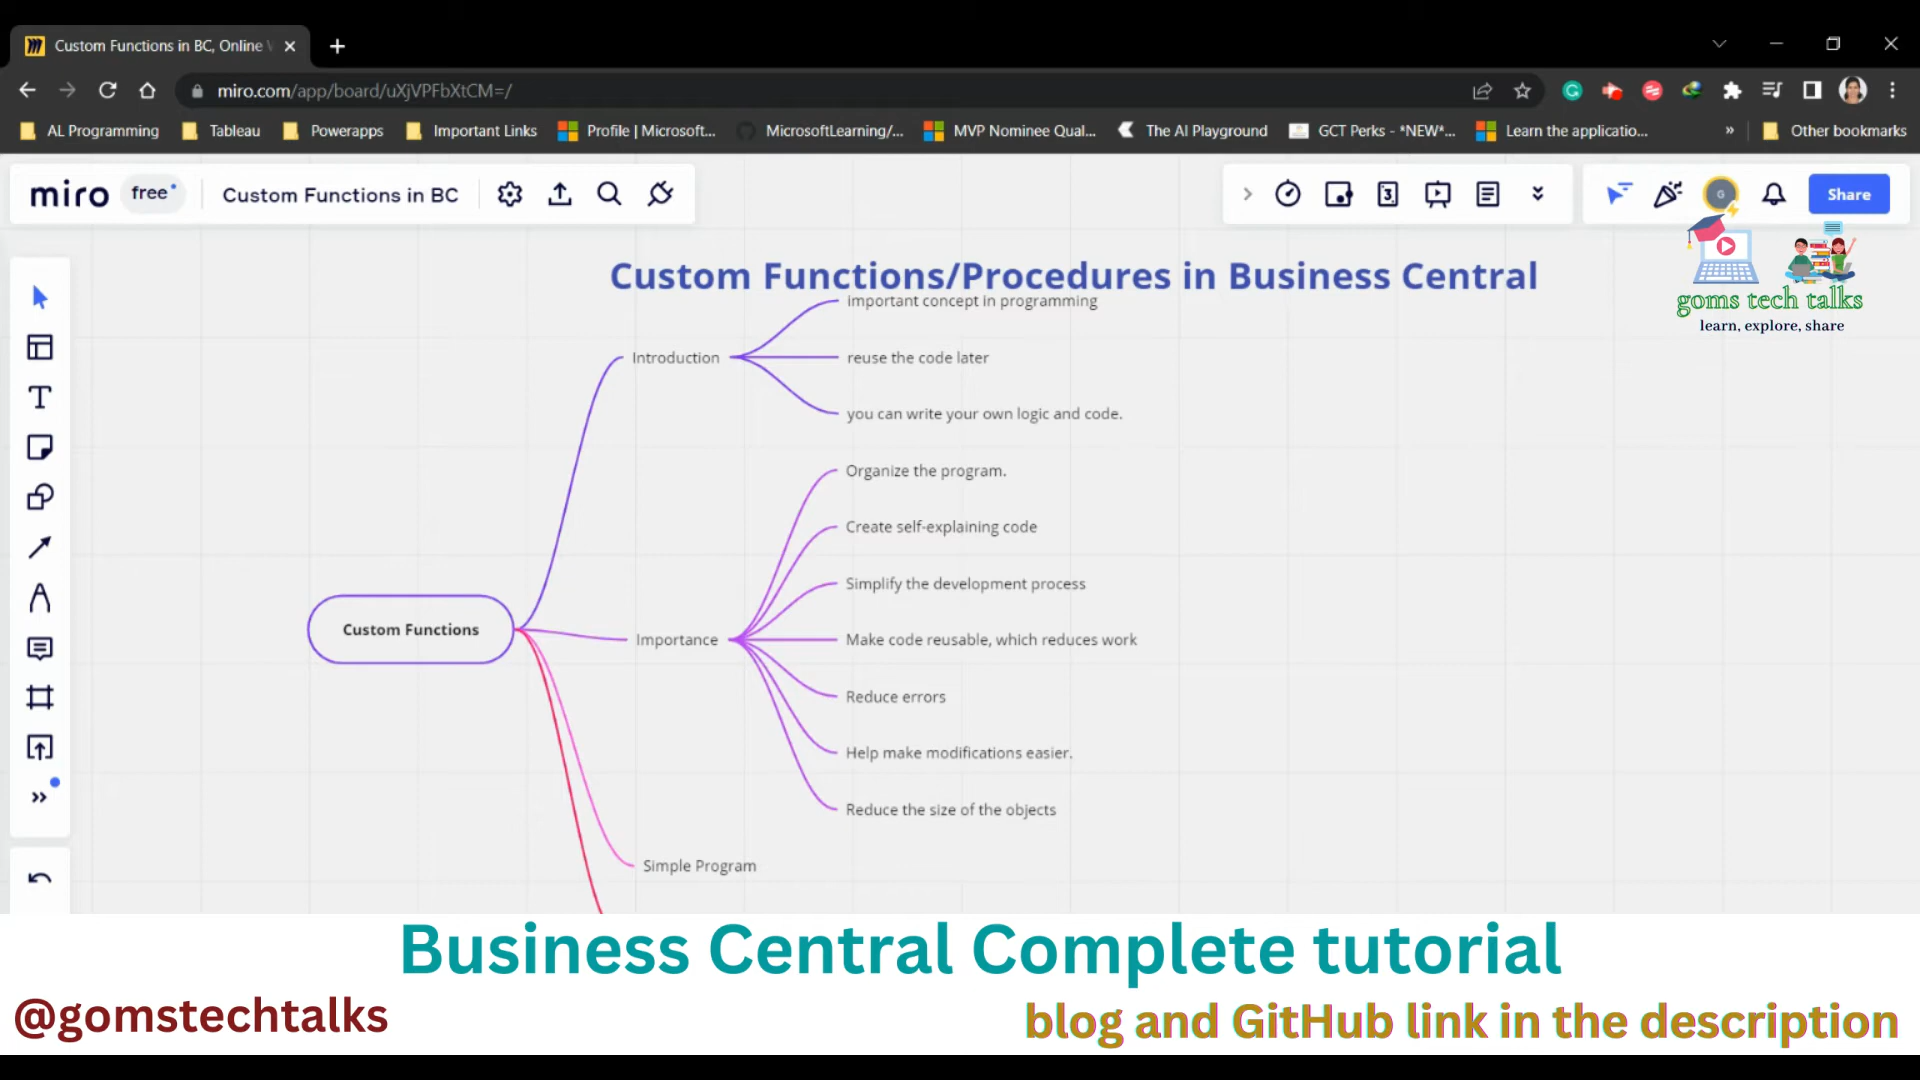 Custom Functions in BC, Online
miro.com/app/board/uXjVPFbXtCM=/
AL Programming
Tableau
Powerapps
Important Links
Profile | Microsoft...
MicrosoftLearning/...
MVP Nominee Qual...
The AI Playground
GCT Perks - *NEW*...
Learn the applicatio...
»
Other bookmarks
miro
free
Custom Functions in BC
3
G
Share
goms tech talks
learn, explore, share
Custom Functions/Procedures in Business Central
important concept in programming
Introduction
reuse the code later
you can write your own logic and code.
Organize the program.
Create self-explaining code
Simplify the development process
Custom Functions
Importance
Make code reusable, which reduces work
Reduce errors
Help make modifications easier.
Reduce the size of the objects
Simple Program
Business Central Complete tutorial
@gomstechtalks
blog and GitHub link in the description